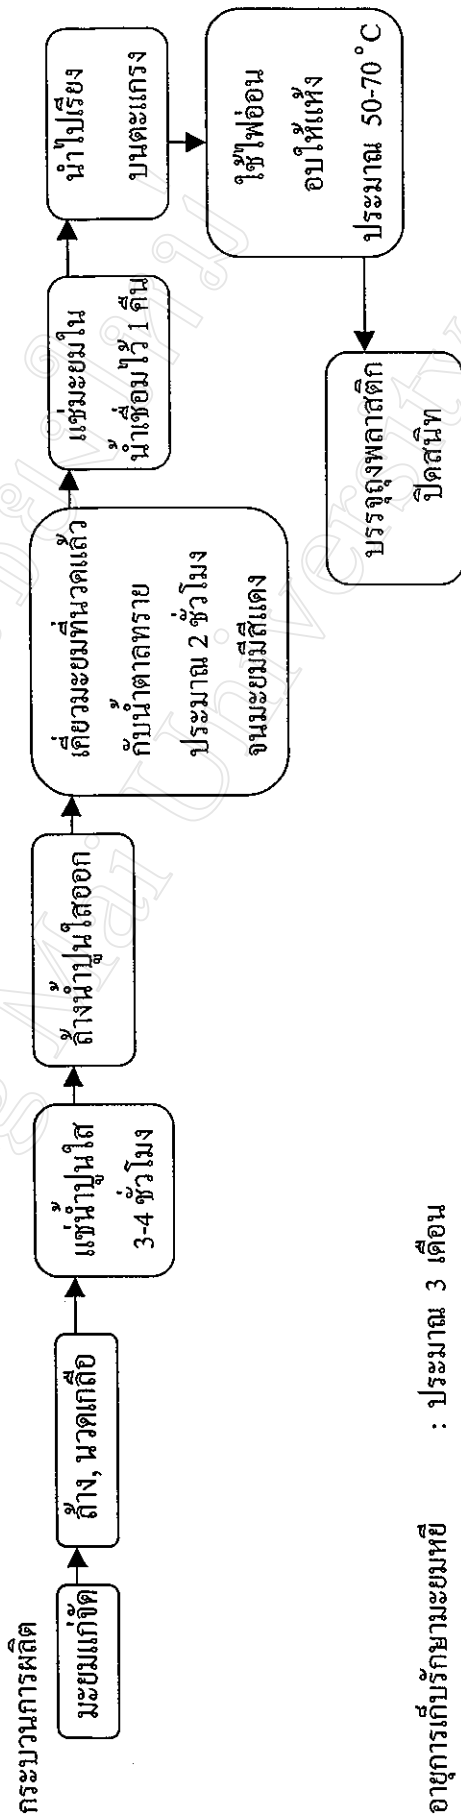 กระบวนการผลิต
มะยมแก่จัด
ล้าง, นวดเกลือ
แช่น้ำปูนใส
3-4 ชั่วโมง
ล้างน้ำปูนใสออก
เคี่ยวมะยมที่นวดแล้ว
กับน้ำตาลทราย
ประมาณ 2 ชั่วโมง
จนมะยมมีสีแดง
แช่มะยมใน
น้ำเชื่อมไว้ 1 คืน
นำไปเรียง
บนตะแกรง
ใช้ไฟอ่อน
อบให้แห้ง
ประมาณ 50-70 °C
บรรจุถุงพลาสติก
ปิดสนิท
อายุการเก็บรักษามะยมหยี : ประมาณ 3 เดือน
Mai University